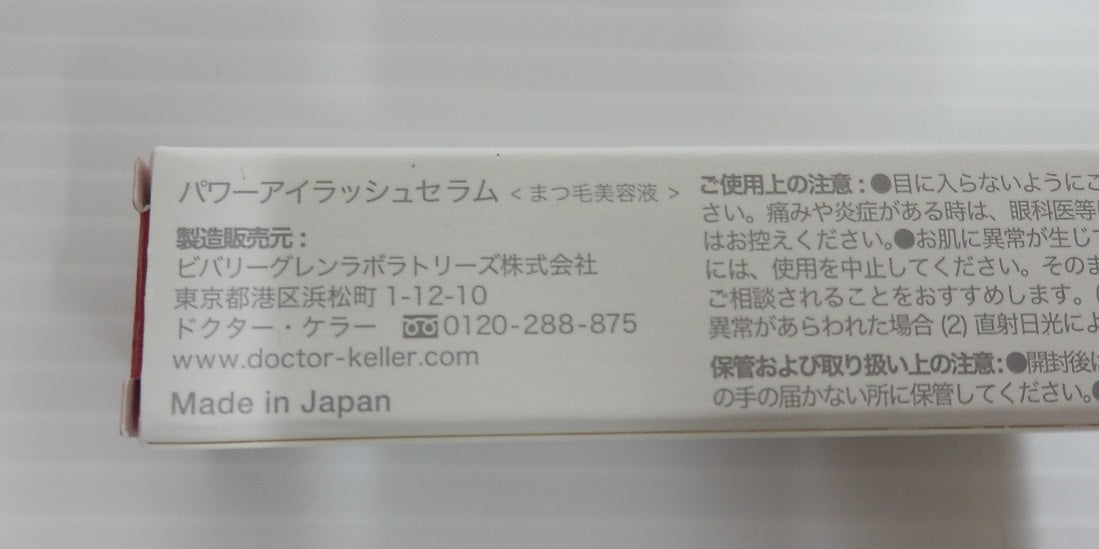 パワーアイラッシュセラム < まつ毛美容液 >
製造販売元：
ビバリーグレンラボラトリーズ株式会社
東京都港区浜松町 1-12-10
ドクター・ケラー 0120-288-875
www.doctor-keller.com
Made in Japan
ご使用上の注意：●目に入らないようにご
さい。痛みや炎症がある時は、眼科医等
はお控えください。●お肌に異常が生じ
には、使用を中止してください。そのま
ご相談されることをおすすめします。(
異常があらわれた場合 (2) 直射日光によ
保管および取り扱い上の注意：●開封後に
の手の届かない所に保管してください。●